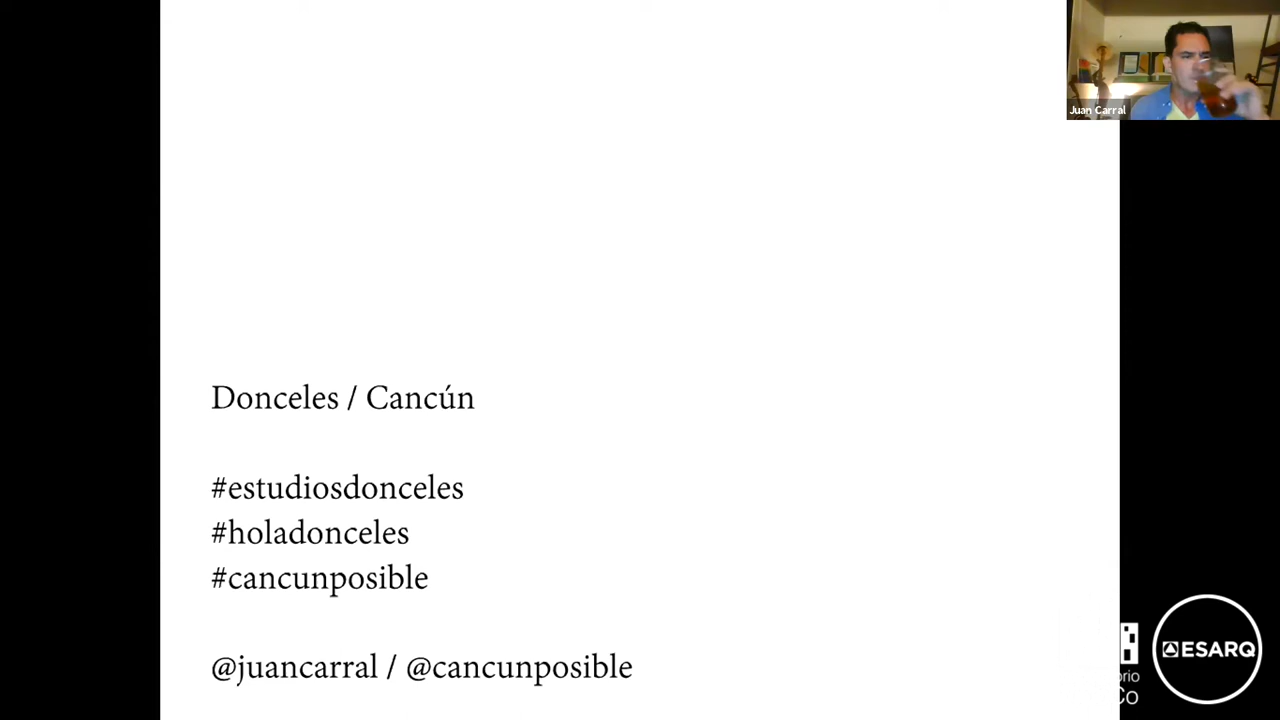 Juan Carral
Donceles / Cancún
#estudiosdonceles
#holadonceles
#cancunposible
@juancarral / @cancunposible
ESARQ